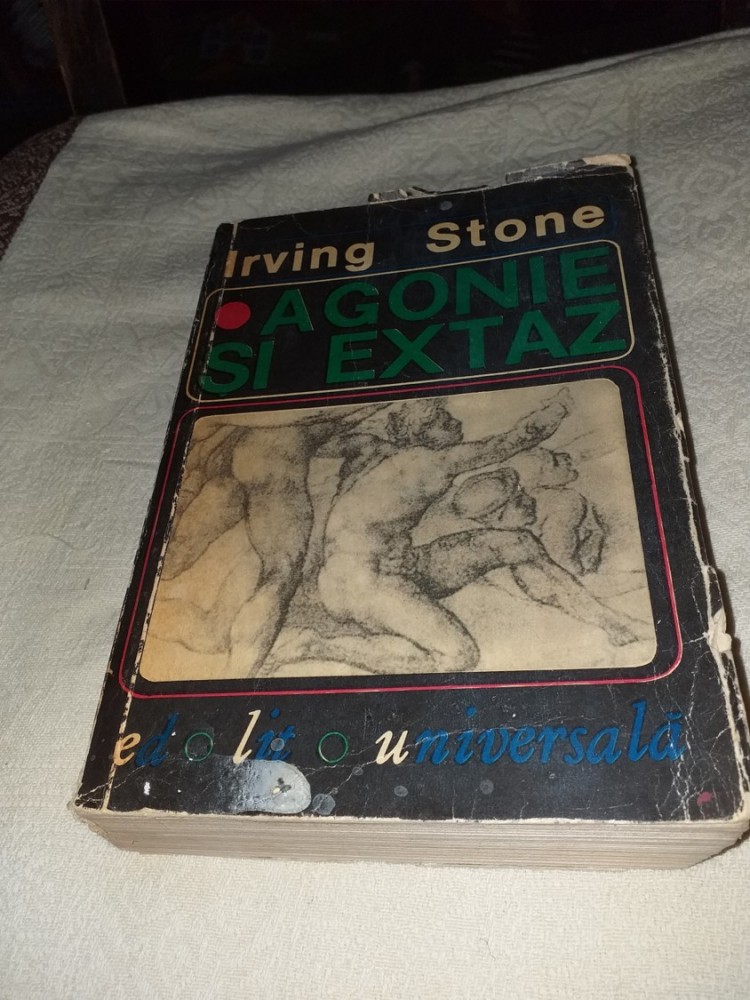 Irving Stone
AGONIE
SI EXTAZ
ed lit universală